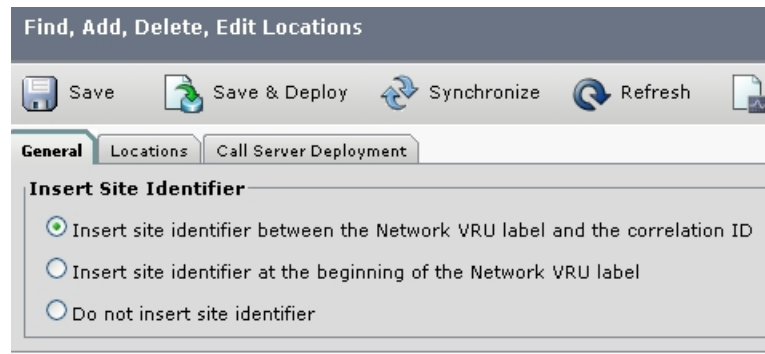 Find, Add, Delete, Edit Locations
Save Save & Deploy Synchronize Refresh
General Locations Call Server Deployment
Insert Site Identifier
Insert site identifier between the Network VRU label and the correlation ID
Insert site identifier at the beginning of the Network VRU label
Do not insert site identifier